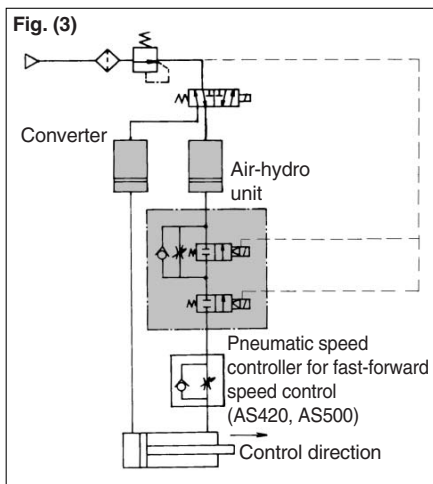 Fig. (3)
Converter
Air-hydro
unit
Pneumatic speed
controller for fast-forward
speed control
(AS420, AS500)
Control direction